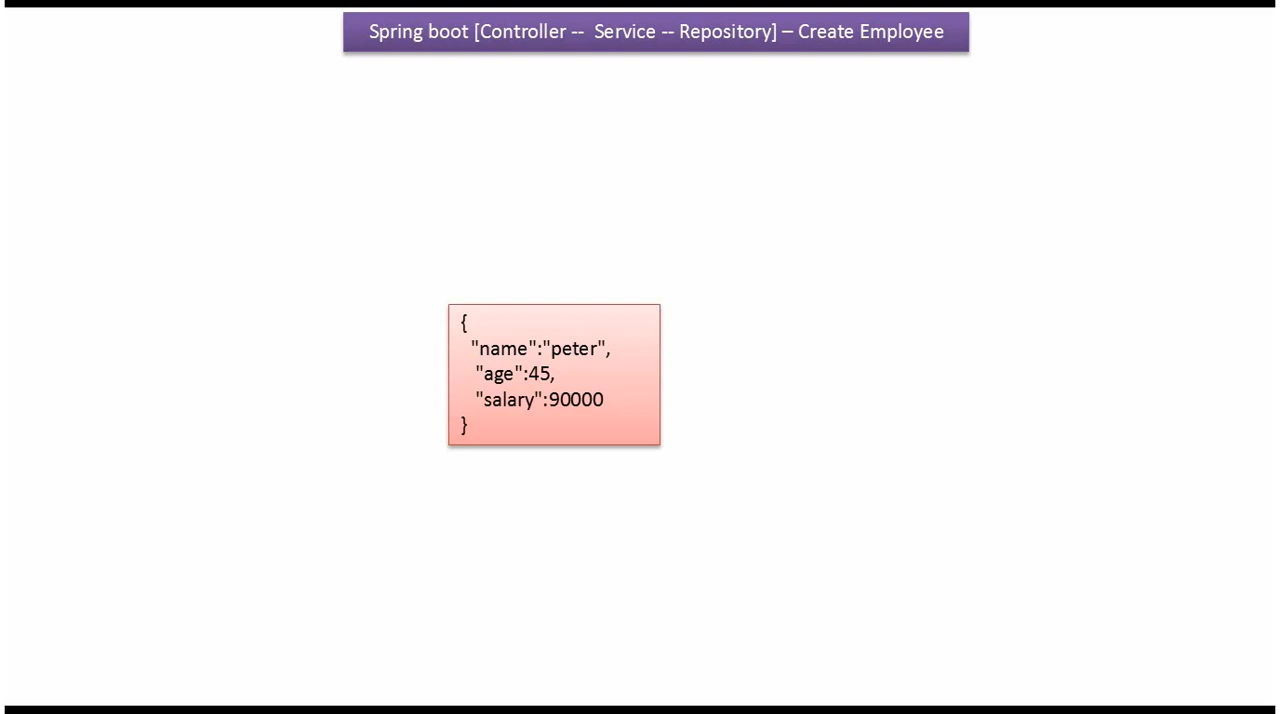 Spring boot [Controller -- Service -- Repository] – Create Employee
{
"name":"peter",
"age":45,
"salary":90000
}